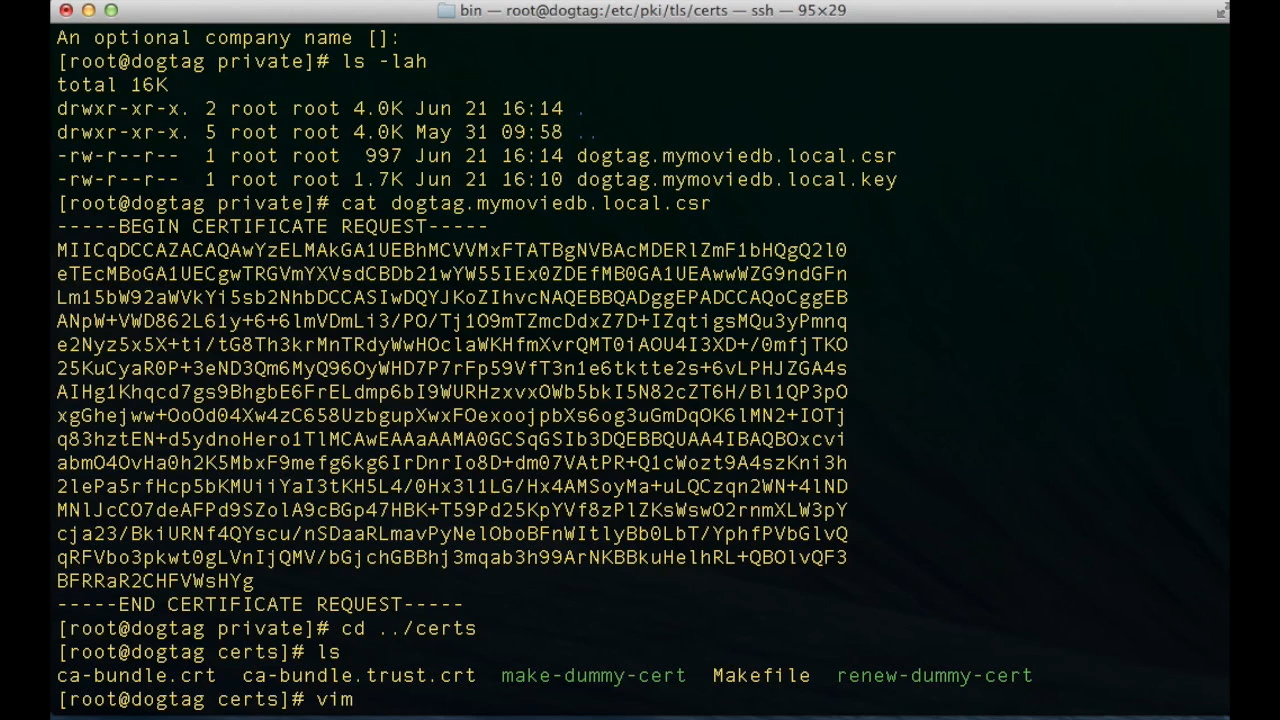 bin — root@dogtag:/etc/pki/tls/certs — ssh — 95×29
An optional company name []:
[root@dogtag private]# ls -lah
total 16K
drwxr-xr-x. 2 root root 4.0K Jun 21 16:14 .
drwxr-xr-x. 5 root root 4.0K May 31 09:58 ..
-rw-r--r-- 1 root root 997 Jun 21 16:14 dogtag.mymoviedb.local.csr
-rw-r--r-- 1 root root 1.7K Jun 21 16:10 dogtag.mymoviedb.local.key
[root@dogtag private]# cat dogtag.mymoviedb.local.csr
-----BEGIN CERTIFICATE REQUEST-----
MIICqDCCAZACAQAwYzELMAkGA1UEBhMCVVMxFTATBgNVBAcMDERlZmF1bHQgQ2l0
eTEcMBoGA1UECgwTRGVmYXVsdCBDb21wYW55IEx0ZDEfMB0GA1UEAwwWZG9ndGFn
Lm15bW92aWVkYi5sb2NhbDCCASIwDQYJKoZIhvcNAQEBBQADggEPADCCAQoCggEB
ANpW+VWD862L61y+6+6lmVDmLi3/PO/Tj1O9mTZmcDdxZ7D+IZqtigsMQu3yPmnq
e2Nyz5x5X+ti/tG8Th3krMnTRdyWwHOclaWKHfmXvrQMT0iAOU4I3XD+/0mfjTKO
25KuCyaR0P+3eND3Qm6MyQ96OyWHD7P7rFp59VfT3n1e6tktte2s+6vLPHJZGA4s
AIHg1Khqcd7gs9BhgbE6FrELdmp6bI9WURHzxvxOWb5bkI5N82cZT6H/Bl1QP3pO
xgGhejww+OoOd04Xw4zC658UzbgupXwxFOexoojpbXs6og3uGmDqOK6lMN2+IOTj
q83hztEN+d5ydnoHero1TlMCAwEAAaAAMA0GCSqGSIb3DQEBBQUAA4IBAQBOxcvi
abmO4OvHa0h2K5MbxF9mefg6kg6IrDnrIo8D+dm07VAtPR+Q1cWozt9A4szKni3h
2lePa5rfHcp5bKMUiiYaI3tKH5L4/0Hx3l1LG/Hx4AMSoyMa+uLQCzqn2WN+4lND
MNlJcCO7deAFPd9SZolA9cBGp47HBK+T59Pd25KpYVf8zPlZKsWswO2rnmXLW3pY
cja23/BkiURNf4QYscu/nSDaaRLmavPyNelOboBFnWItlyBb0LbT/YphfPVbGlvQ
qRFVbo3pkwt0gLVnIjQMV/bGjchGBBhj3mqab3h99ArNKBBkuHelhRL+QBOlvQF3
BFRRaR2CHFVWsHYg
-----END CERTIFICATE REQUEST-----
[root@dogtag private]# cd ../certs
[root@dogtag certs]# ls
ca-bundle.crt ca-bundle.trust.crt make-dummy-cert Makefile renew-dummy-cert
[root@dogtag certs]# vim